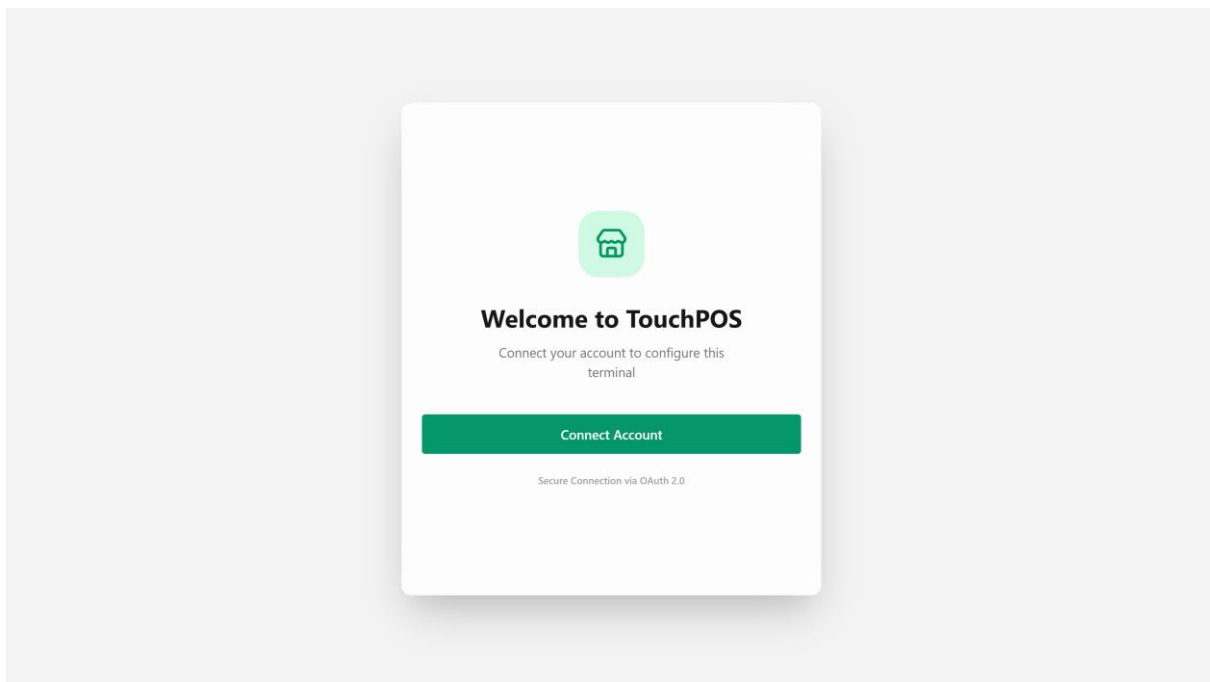 Welcome to TouchPOS
Connect your account to configure this
terminal
Connect Account
Secure Connection via OAuth 2.0